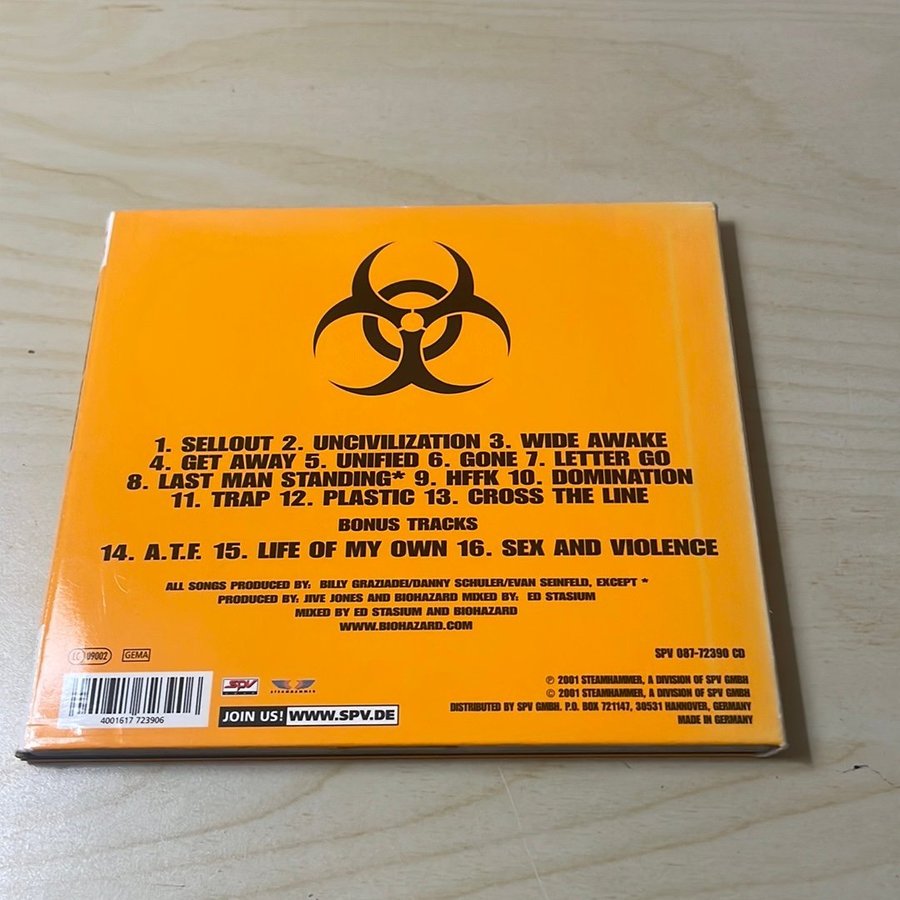 1. SELLOUT 2. UNCIVILIZATION 3. WIDE AWAKE
4. GET AWAY 5. UNIFIED 6. GONE 7. LETTER GO
8. LAST MAN STANDING* 9. HFFK 10. DOMINATION
11. TRAP 12. PLASTIC 13. CROSS THE LINE
BONUS TRACKS
14. A.T.F. 15. LIFE OF MY OWN 16. SEX AND VIOLENCE
ALL SONGS PRODUCED BY: BILLY GRAZIADEI/DANNY SCHULER/EVAN SEINFELD, EXCEPT *
PRODUCED BY: JIVE JONES AND BIOHAZARD MIXED BY: ED STASIUM
MIXED BY ED STASIUM AND BIOHAZARD
WWW.BIOHAZARD.COM
LC 09002 GEMA
SPV 087-72390 CD
4001617 723906
SPV
STEAMHAMMER
JOIN US! WWW.SPV.DE
℗ 2001 STEAMHAMMER, A DIVISION OF SPV GMBH
© 2001 STEAMHAMMER, A DIVISION OF SPV GMBH
DISTRIBUTED BY SPV GMBH. P.O. BOX 721147, 30531 HANNOVER, GERMANY
MADE IN GERMANY